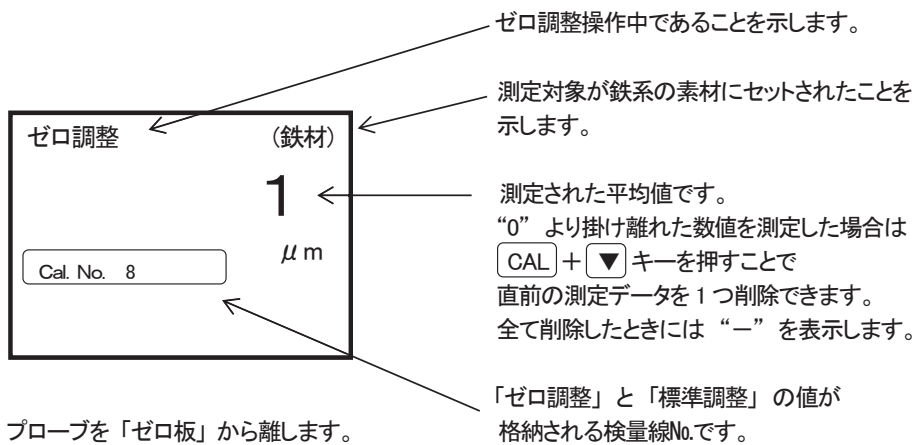 ゼロ調整操作中であることを示します。
測定対象が鉄系の素材にセットされたことを
示します。
ゼロ調整 (鉄材)
1
μm
Cal. No. 8
測定された平均値です。
“0” より掛け離れた数値を測定した場合は
CAL + ▼ キーを押すことで
直前の測定データを1つ削除できます。
全て削除したときには “－” を表示します。
「ゼロ調整」と「標準調整」の値が
格納される検量線№です。
プローブを「ゼロ板」から離します。